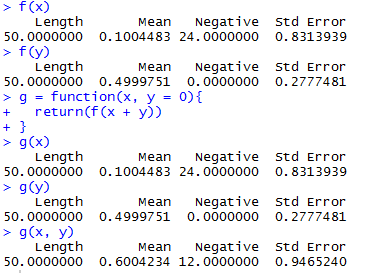 > f(x)
Length Mean Negative Std Error
50.0000000 0.1004483 24.0000000 0.8313939
> f(y)
Length Mean Negative Std Error
50.0000000 0.4999751 0.0000000 0.2777481
> g = function(x, y = 0){
+ return(f(x + y))
+ }
> g(x)
Length Mean Negative Std Error
50.0000000 0.1004483 24.0000000 0.8313939
> g(y)
Length Mean Negative Std Error
50.0000000 0.4999751 0.0000000 0.2777481
> g(x, y)
Length Mean Negative Std Error
50.0000000 0.6004234 12.0000000 0.9465240